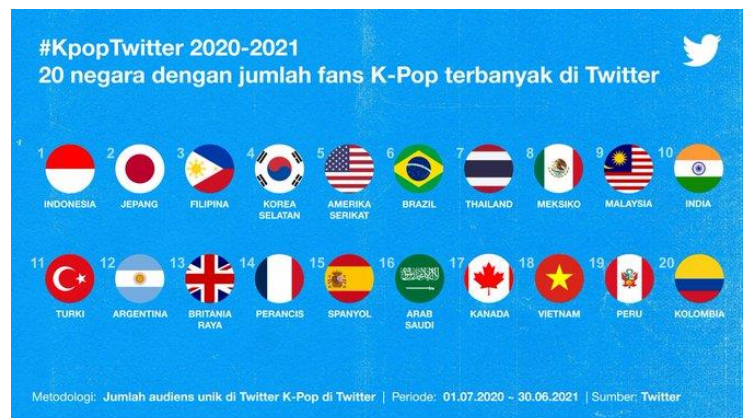 #KpopTwitter 2020-2021
20 negara dengan jumlah fans K-Pop terbanyak di Twitter
1 2 3 4 5 6 7 8 9 10
INDONESIA JEPANG FILIPINA KOREA SELATAN AMERIKA SERIKAT BRAZIL THAILAND MEKSIKO MALAYSIA INDIA
11 12 13 14 15 16 17 18 19 20
TURKI ARGENTINA BRITANIA RAYA PERANCIS SPANYOL ARAB SAUDI KANADA VIETNAM PERU KOLOMBIA
Metodologi: Jumlah audiens unik di Twitter K-Pop di Twitter | Periode: 01.07.2020 ~ 30.06.2021 | Sumber: Twitter